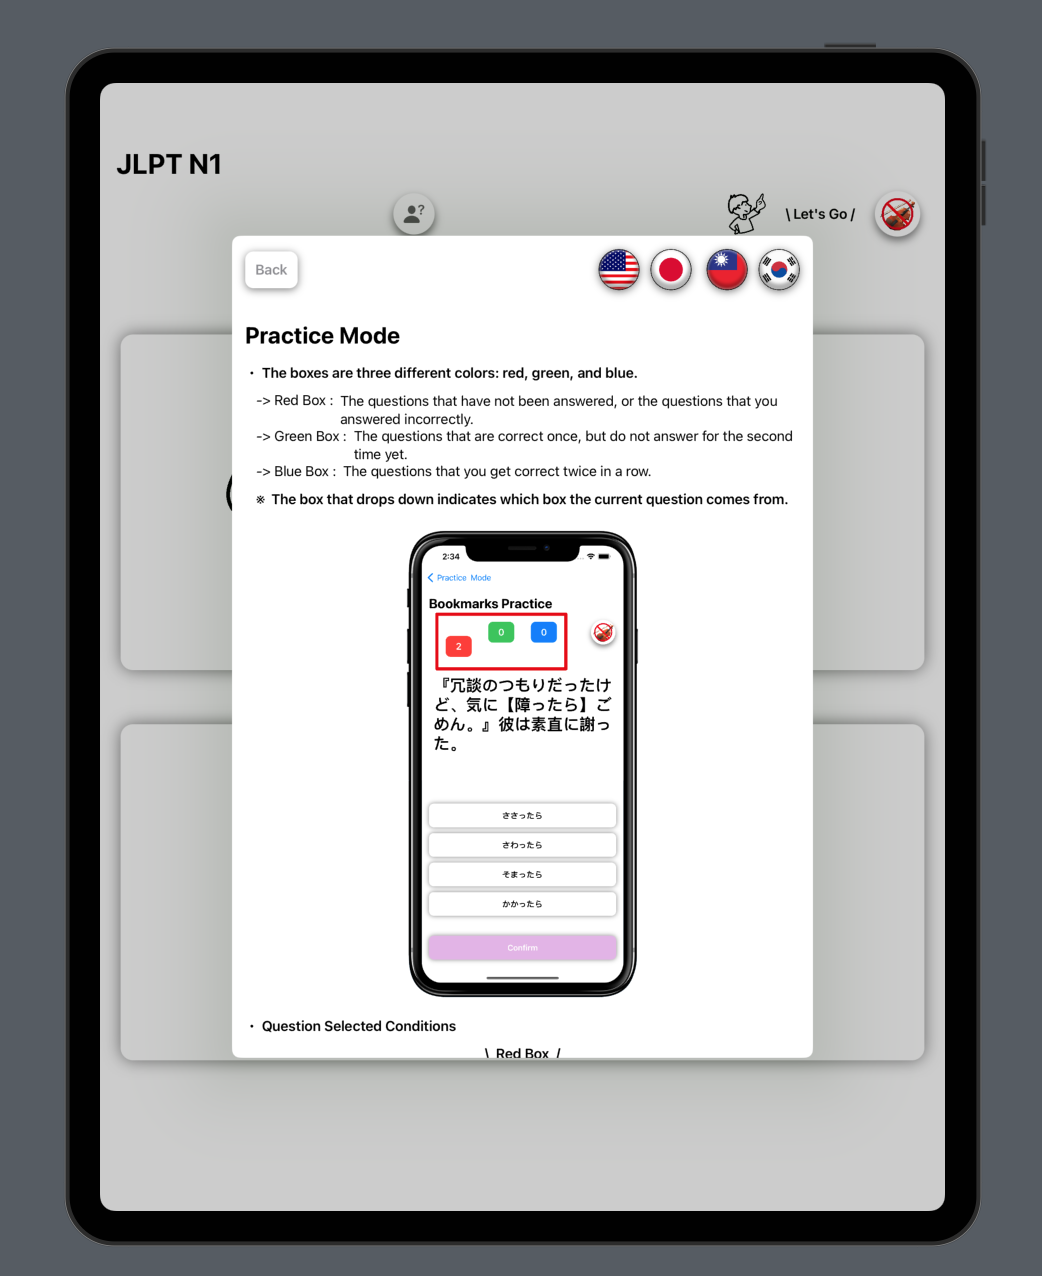 JLPT N1
?
\ Let's Go /
Back
Practice Mode
・ The boxes are three different colors: red, green, and blue.
-> Red Box : The questions that have not been answered, or the questions that you
answered incorrectly.
-> Green Box : The questions that are correct once, but do not answer for the second
time yet.
-> Blue Box : The questions that you get correct twice in a row.
※ The box that drops down indicates which box the current question comes from.
2:34
Practice Mode
Bookmarks Practice
2 0 0
『冗談のつもりだったけ
ど、気に【障ったら】ご
めん。』彼は素直に謝っ
た。
ささったら
さわったら
そまったら
かかったら
Confirm
・ Question Selected Conditions
\ Red Box /